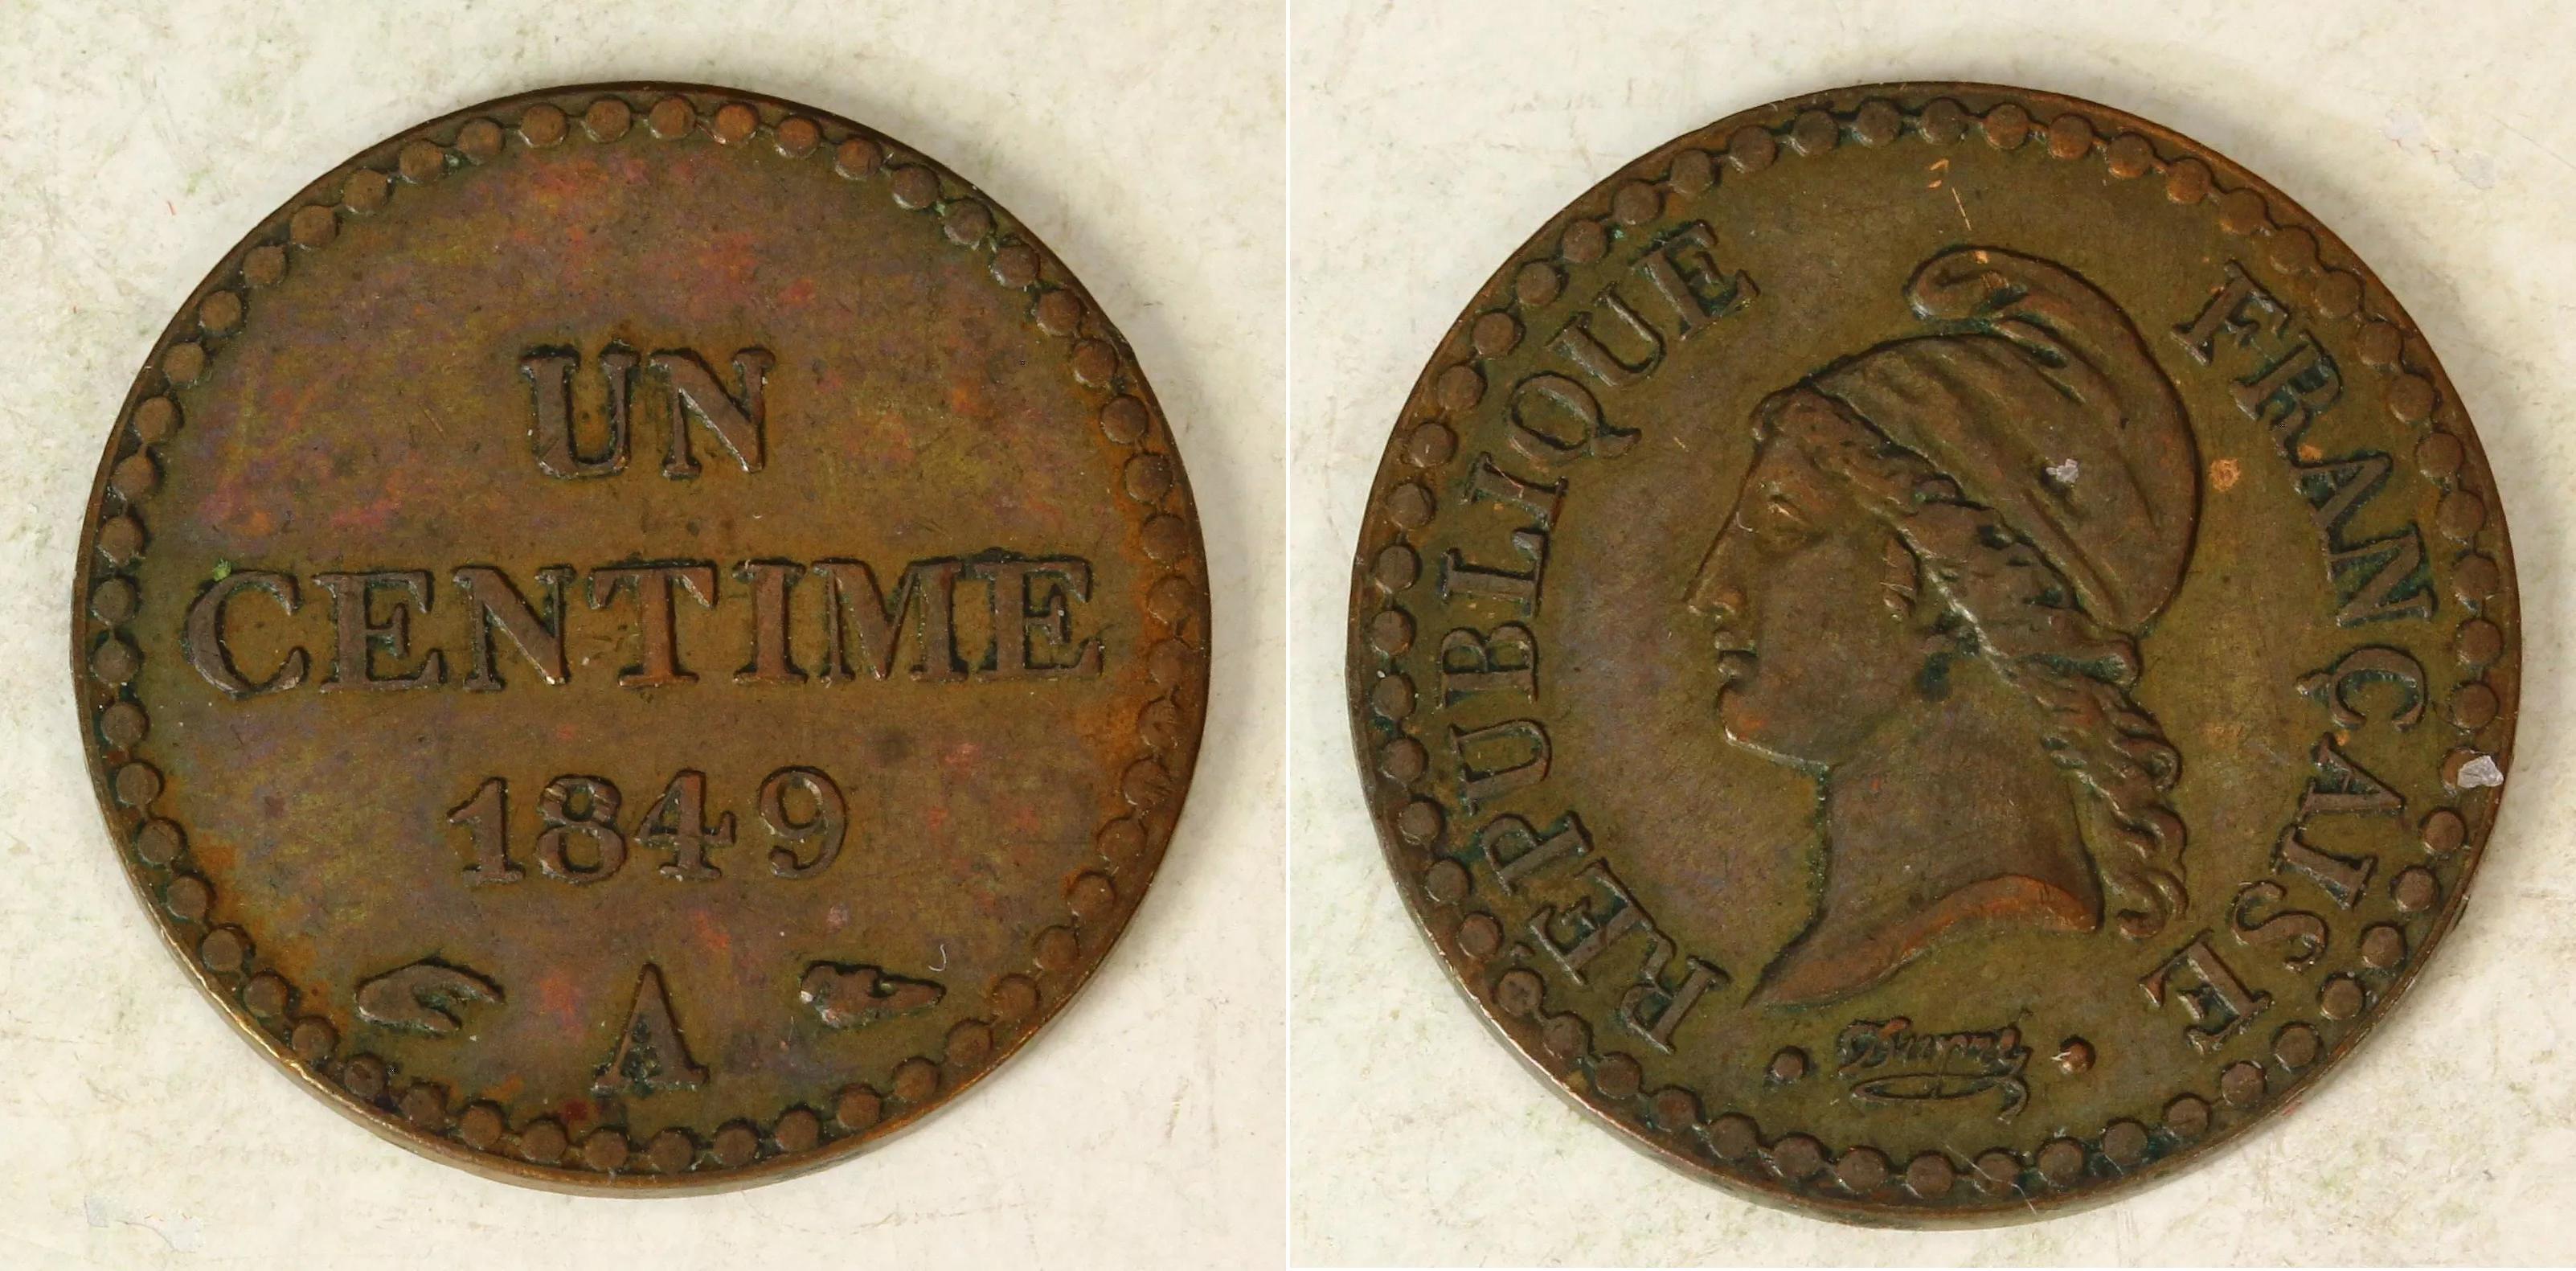 UN
CENTIME
1849
A
REPUBLIQUE FRANÇAISE